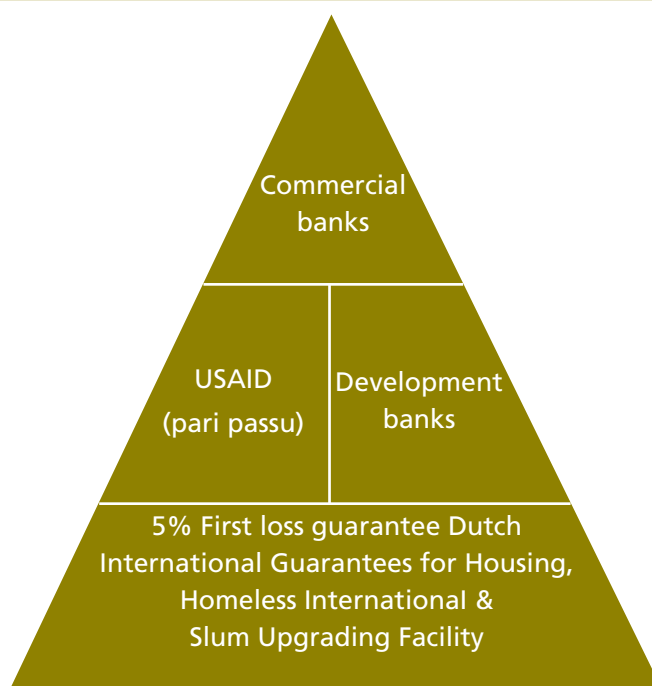 Commercial
banks
USAID
(pari passu)
Development
banks
5% First loss guarantee Dutch
International Guarantees for Housing,
Homeless International &
Slum Upgrading Facility